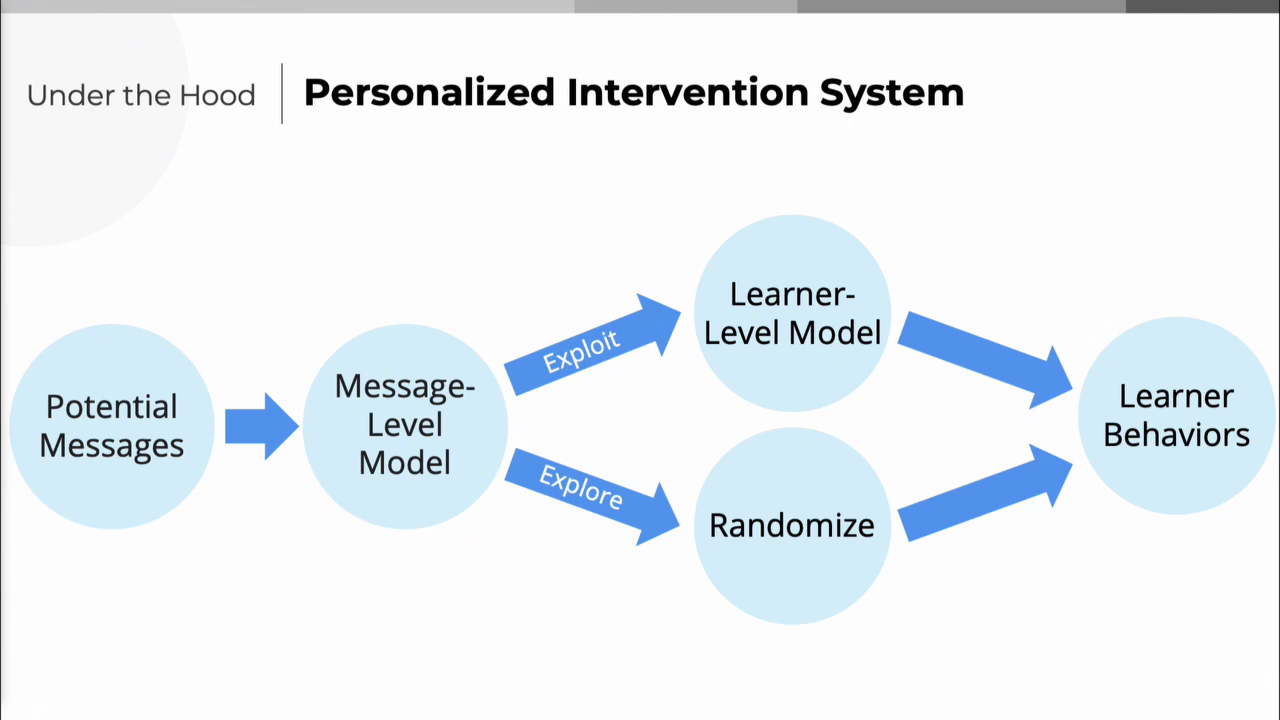 Under the Hood
Personalized Intervention System
Potential
Messages
Message-
Level
Model
Exploit
Explore
Learner-
Level Model
Randomize
Learner
Behaviors